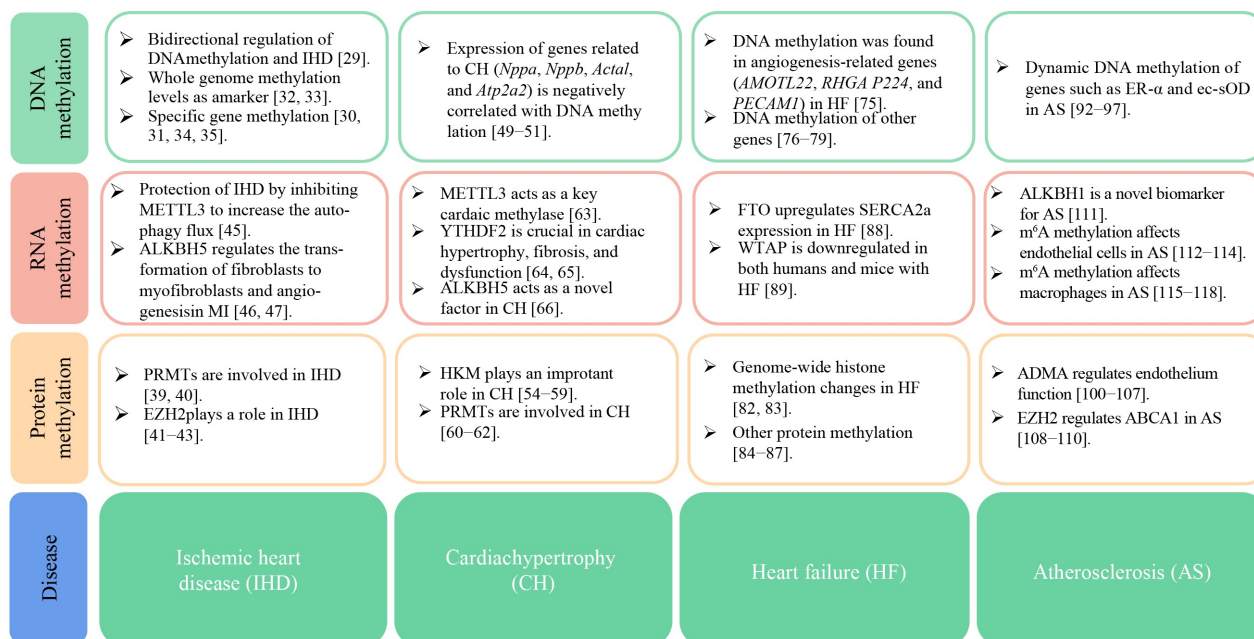 DNA
methylation
➢ Bidirectional regulation of
DNAmethylation and IHD [29].
➢ Whole genome methylation
levels as amarker [32, 33].
➢ Specific gene methylation [30,
31, 34, 35].
➢ Expression of genes related
to CH (Nppa, Nppb, Actal,
and Atp2a2) is negatively
correlated with DNA methy
lation [49−51].
➢ DNA methylation was found
in angiogenesis-related genes
(AMOTL22, RHGA P224, and
PECAM1) in HF [75].
➢ DNA methylation of other
genes [76−79].
➢ Dynamic DNA methylation of
genes such as ER-α and ec-sOD
in AS [92−97].
RNA
methylation
➢ Protection of IHD by inhibiting
METTL3 to increase the auto-
phagy flux [45].
➢ ALKBH5 regulates the trans-
formation of fibroblasts to
myofibroblasts and angio-
genesisin MI [46, 47].
➢ METTL3 acts as a key
cardaic methylase [63].
➢ YTHDF2 is crucial in cardiac
hypertrophy, fibrosis, and
dysfunction [64, 65].
➢ ALKBH5 acts as a novel
factor in CH [66].
➢ FTO upregulates SERCA2a
expression in HF [88].
➢ WTAP is downregulated in
both humans and mice with
HF [89].
➢ ALKBH1 is a novel biomarker
for AS [111].
➢ m⁶A methylation affects
endothelial cells in AS [112−114].
➢ m⁶A methylation affects
macrophages in AS [115−118].
Protein
methylation
➢ PRMTs are involved in IHD
[39, 40].
➢ EZH2plays a role in IHD
[41−43].
➢ HKM plays an improtant
role in CH [54−59].
➢ PRMTs are involved in CH
[60−62].
➢ Genome-wide histone
methylation changes in HF
[82, 83].
➢ Other protein methylation
[84−87].
➢ ADMA regulates endothelium
function [100−107].
➢ EZH2 regulates ABCA1 in AS
[108−110].
Disease
Ischemic heart
disease (IHD)
Cardiachypertrophy
(CH)
Heart failure (HF)
Atherosclerosis (AS)